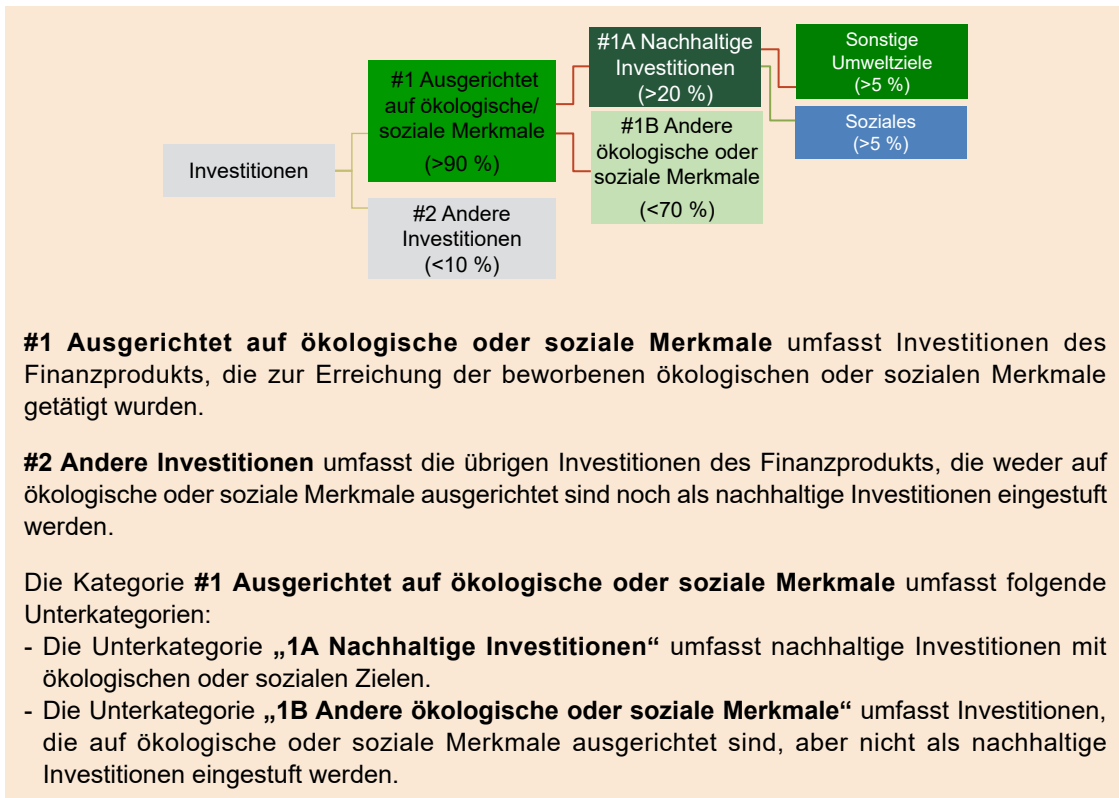 Investitionen
#1 Ausgerichtet
auf ökologische/
soziale Merkmale
(>90 %)
#2 Andere
Investitionen
(<10 %)
#1A Nachhaltige
Investitionen
(>20 %)
#1B Andere
ökologische oder
soziale Merkmale
(<70 %)
Sonstige
Umweltziele
(>5 %)
Soziales
(>5 %)
#1 Ausgerichtet auf ökologische oder soziale Merkmale umfasst Investitionen des
Finanzprodukts, die zur Erreichung der beworbenen ökologischen oder sozialen Merkmale
getätigt wurden.
#2 Andere Investitionen umfasst die übrigen Investitionen des Finanzprodukts, die weder auf
ökologische oder soziale Merkmale ausgerichtet sind noch als nachhaltige Investitionen eingestuft
werden.
Die Kategorie #1 Ausgerichtet auf ökologische oder soziale Merkmale umfasst folgende
Unterkategorien:
- Die Unterkategorie „1A Nachhaltige Investitionen“ umfasst nachhaltige Investitionen mit
ökologischen oder sozialen Zielen.
- Die Unterkategorie „1B Andere ökologische oder soziale Merkmale“ umfasst Investitionen,
die auf ökologische oder soziale Merkmale ausgerichtet sind, aber nicht als nachhaltige
Investitionen eingestuft werden.